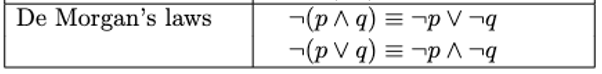 De Morgan's laws ¬(p ∧ q) ≡ ¬p ∨ ¬q
¬(p ∨ q) ≡ ¬p ∧ ¬q